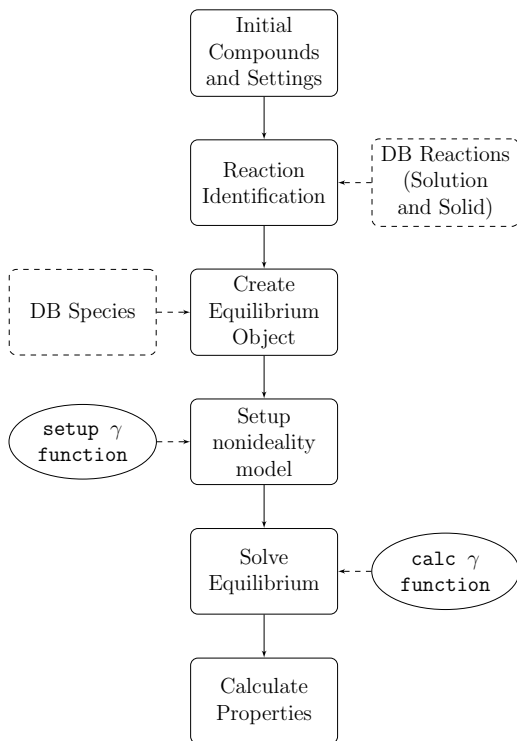 Initial
Compounds
and Settings
Reaction
Identification
DB Reactions
(Solution
and Solid)
DB Species
Create
Equilibrium
Object
setup γ
function
Setup
nonideality
model
Solve
Equilibrium
calc γ
function
Calculate
Properties